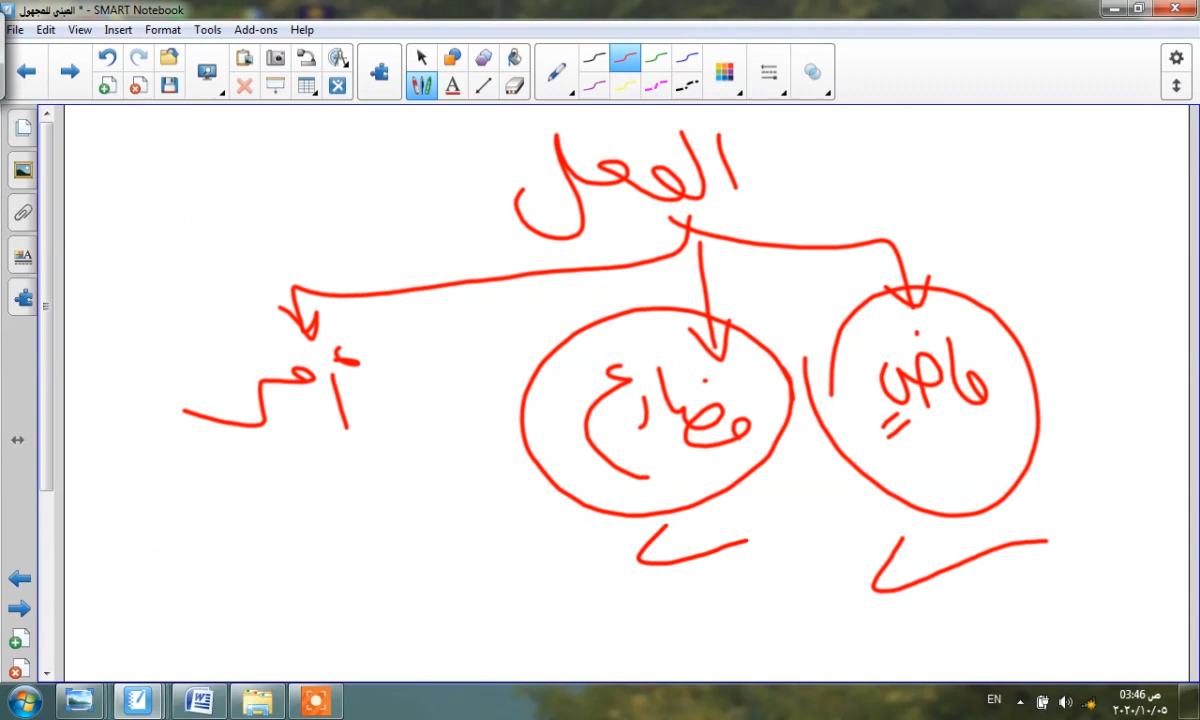 المبني للمجهول * - SMART Notebook
File Edit View Insert Format Tools Add-ons Help
الفعل
ماضٍ مضارع أمر
EN 03:46 ص
٢٠٢٠/١٠/٠٥